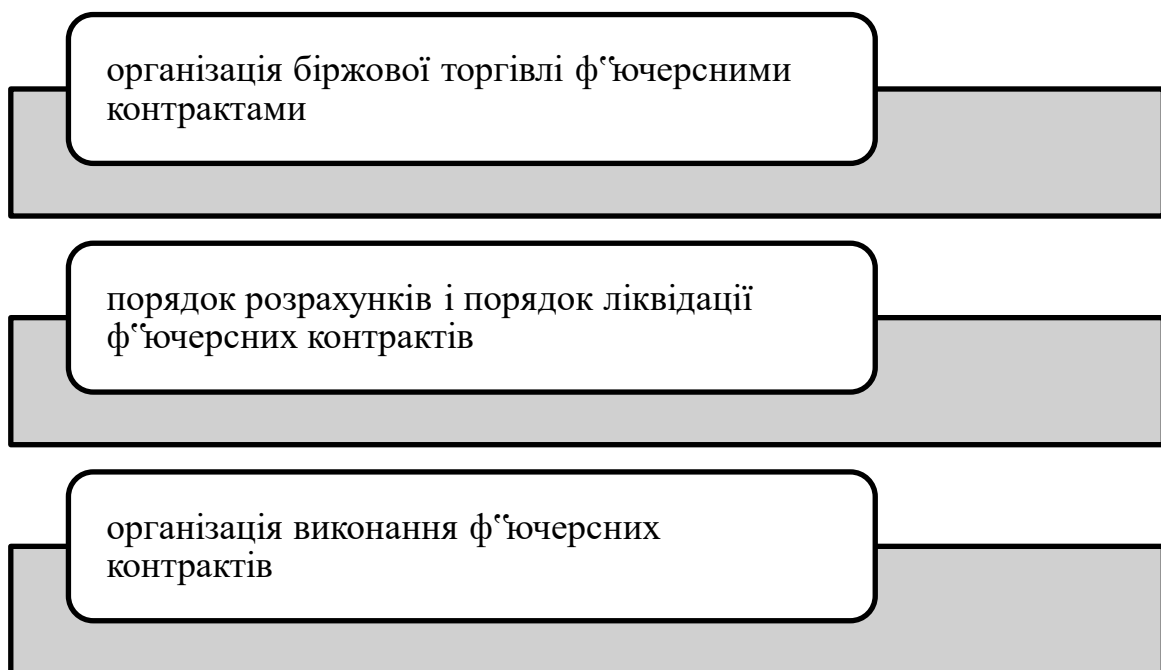 організація біржової торгівлі ф‟ючерсними
контрактами
порядок розрахунків і порядок ліквідації
ф‟ючерсних контрактів
організація виконання ф‟ючерсних
контрактів